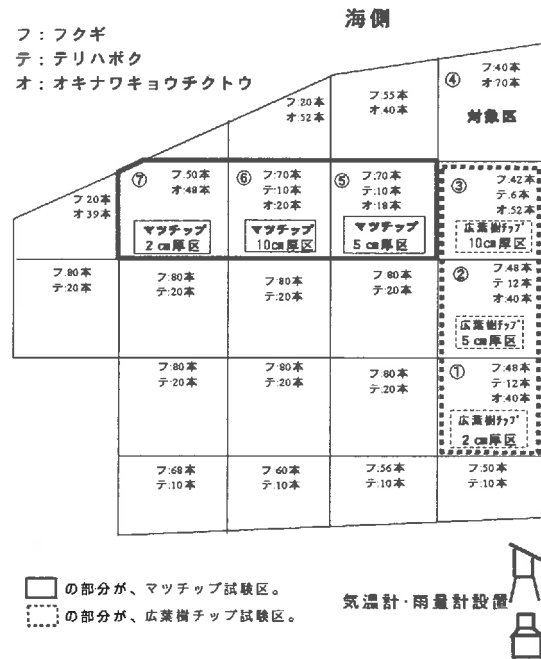 海側
フ：フクギ
テ：テリハボク
オ：オキナワキョウチクトウ
④
フ:40本
オ:70本
対象区
フ:55本
オ:40本
フ:20本
オ:52本
フ 20本
オ:39本
⑦
フ:50本
オ:48本
マツチップ
2㎝厚区
⑥
フ:70本
テ:10本
オ:20本
マツチップ
10㎝厚区
⑤
フ:70本
テ:10本
オ:18本
マツチップ
5㎝厚区
③
フ:42本
テ.6本
オ:52本
広葉樹チップ
10㎝厚区
フ.80本
テ:20本
フ:80本
テ:20本
フ:80本
テ:20本
フ:80本
テ:20本
②
フ.48本
テ 12本
オ:40本
広葉樹チップ
5㎝厚区
フ:80本
テ:20本
フ:80本
テ:20本
フ:80本
テ:20本
①
フ:48本
テ:12本
オ:40本
広葉樹チップ
2㎝厚区
フ:68本
テ:10本
フ 60本
テ:10本
フ.56本
テ:10本
フ:50本
テ:10本
の部分が、マツチップ試験区。
の部分が、広葉樹チップ試験区。
気温計･雨量計設置